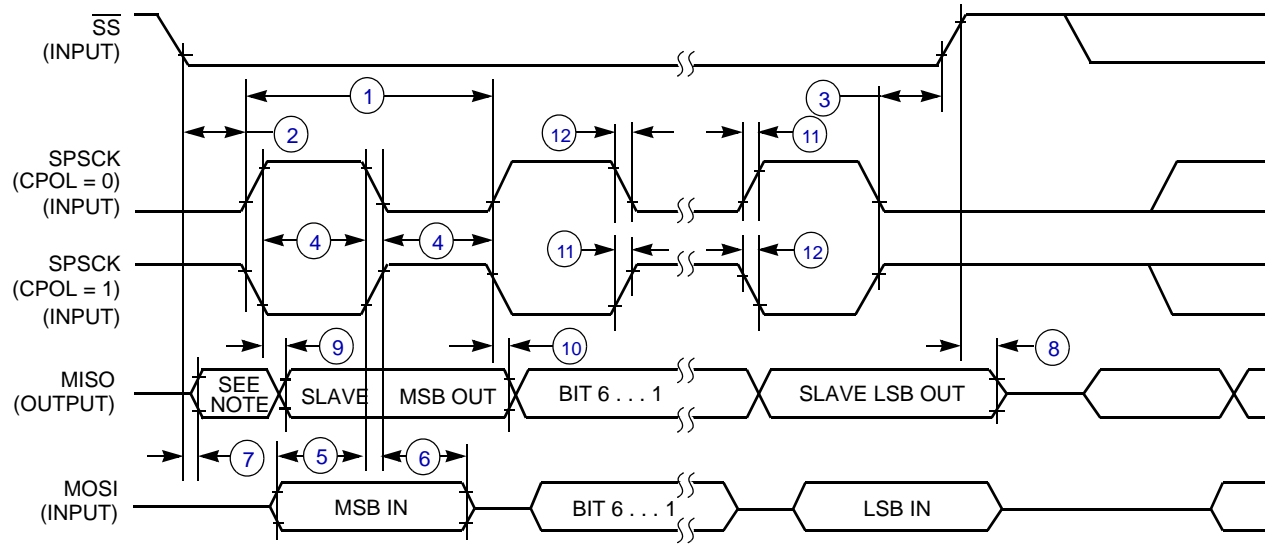 SS
(INPUT)
1
3
2
12
11
SPSCK
(CPOL = 0)
(INPUT)
4
4
11
12
SPSCK
(CPOL = 1)
(INPUT)
9
10
8
MISO
(OUTPUT)
SEE
NOTE
SLAVE
MSB OUT
BIT 6 . . . 1
SLAVE LSB OUT
7
5
6
MOSI
(INPUT)
MSB IN
BIT 6 . . . 1
LSB IN